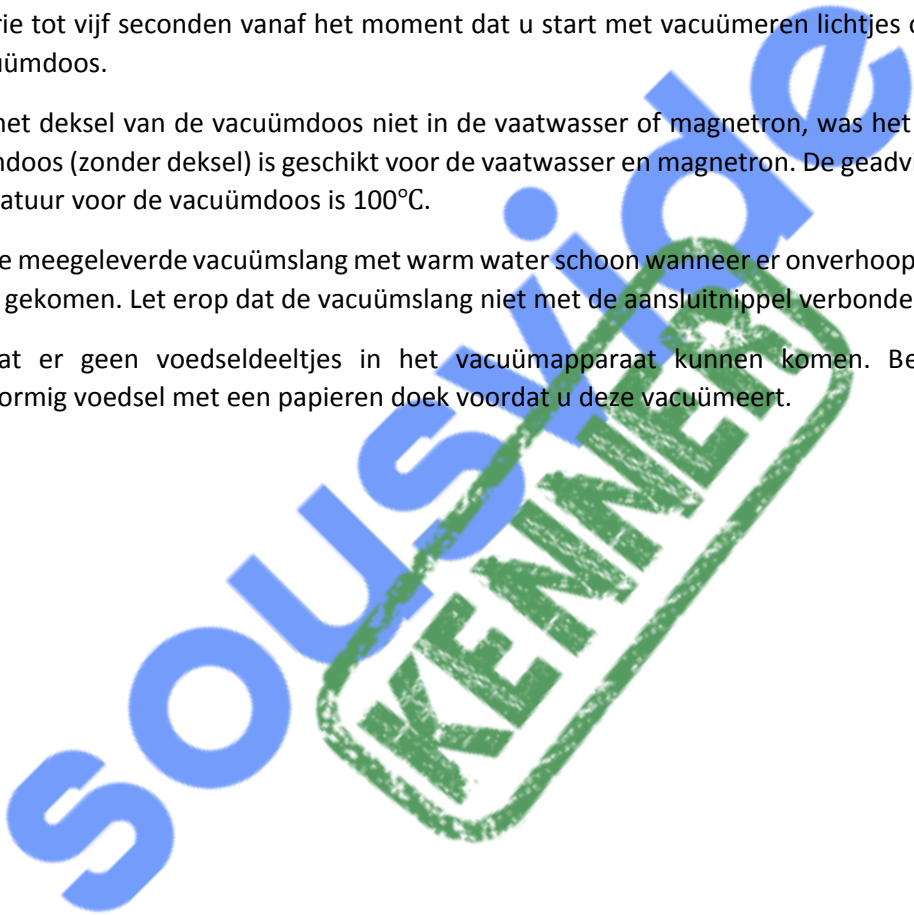 rie tot vijf seconden vanaf het moment dat u start met vacuümeren lichtjes
uümdoos.
het deksel van de vacuümdoos niet in de vaatwasser of magnetron, was het
mdoos (zonder deksel) is geschikt voor de vaatwasser en magnetron. De geadvi
atuur voor de vacuümdoos is 100℃.
e meegeleverde vacuümslang met warm water schoon wanneer er onverhoop
gekomen. Let erop dat de vacuümslang niet met de aansluitnippel verbonde
at er geen voedseldeeltjes in het vacuümapparaat kunnen komen. Be
ormig voedsel met een papieren doek voordat u deze vacuümeert.
sousvide
KENNER